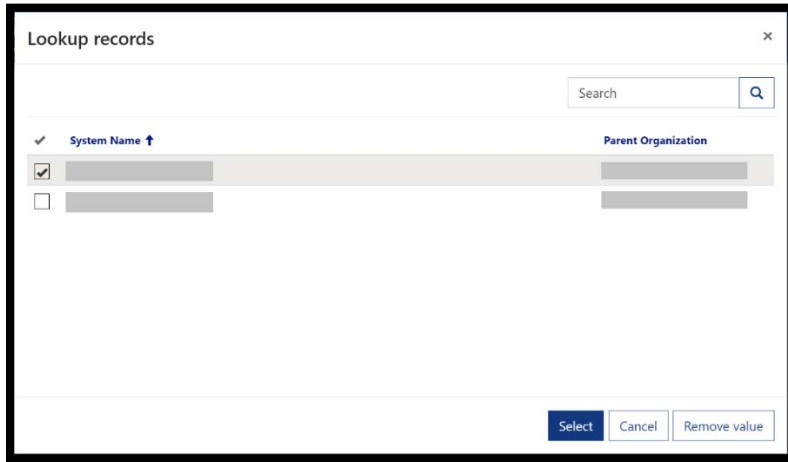 Lookup records ×
Search
System Name ↑ Parent Organization
Select Cancel Remove value